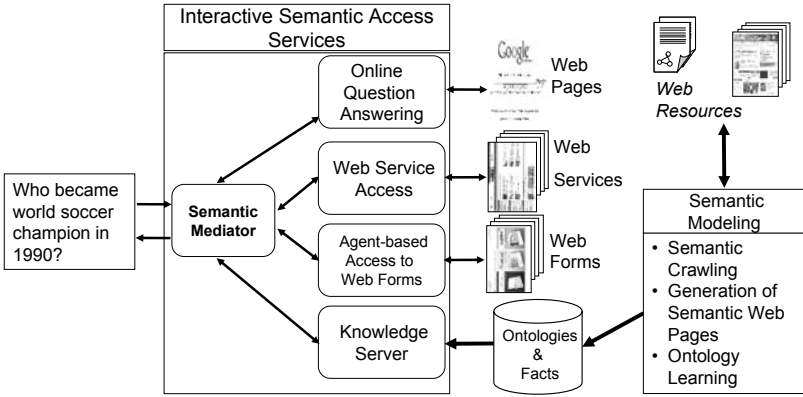 Interactive Semantic Access
Services
Online
Question
Answering
Google
Web
Pages
Web
Resources
Who became
world soccer
champion in
1990?
Semantic
Mediator
Web Service
Access
Web
Services
Agent-based
Access to
Web Forms
Web
Forms
Knowledge
Server
Ontologies
&
Facts
Semantic
Modeling
• Semantic
Crawling
• Generation of
Semantic Web
Pages
• Ontology
Learning